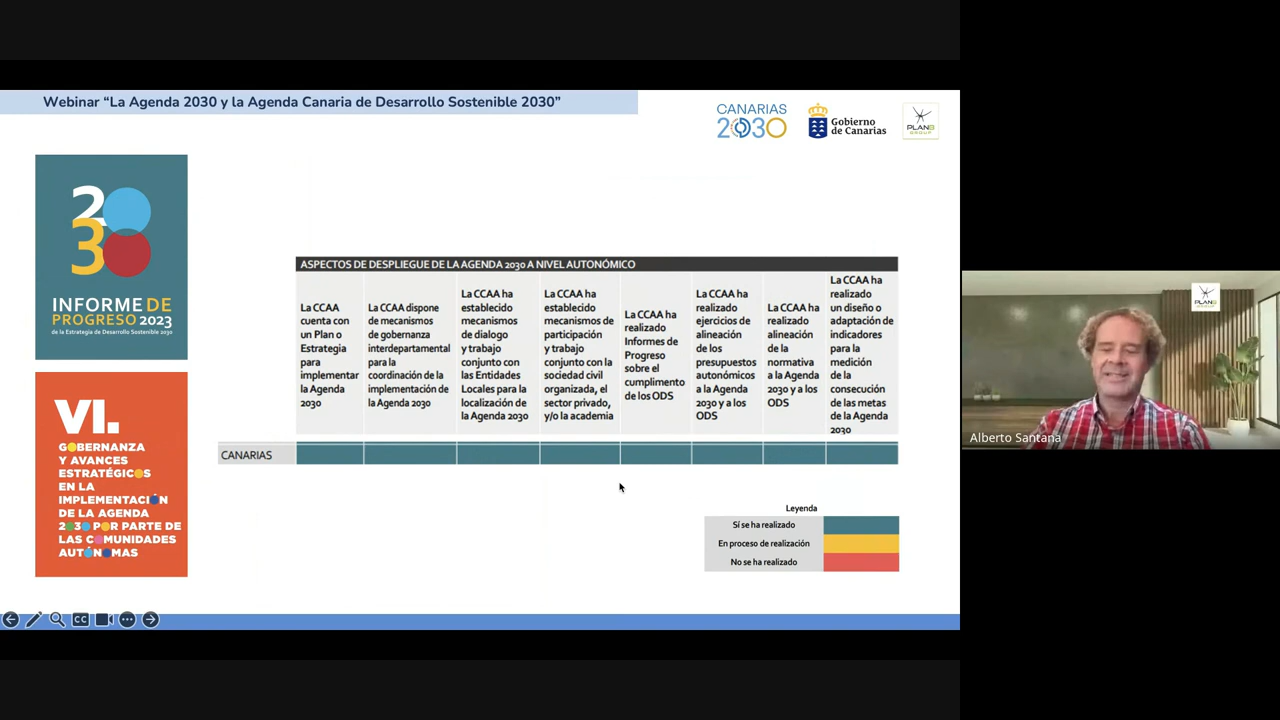 Webinar “La Agenda 2030 y la Agenda Canaria de Desarrollo Sostenible 2030”
CANARIAS
2030
Gobierno
de Canarias
PLANB
GROUP
2030
INFORME DE
PROGRESO 2023
de la Estrategia de Desarrollo Sostenible 2030
VI.
GOBERNANZA
Y AVANCES
ESTRATÉGICOS
EN LA
IMPLEMENTACIÓN
DE LA AGENDA
2030 POR PARTE DE
LAS COMUNIDADES
AUTÓNOMAS
ASPECTOS DE DESPLIEGUE DE LA AGENDA 2030 A NIVEL AUTONÓMICO
La CCAA
cuenta con
un Plan o
Estrategia
para
implementar
la Agenda
2030
La CCAA dispone
de mecanismos
de gobernanza
interdepartamental
para la
coordinación de la
implementación de
la Agenda 2030
La CCAA ha
establecido
mecanismos
de dialogo
y trabajo
conjunto con
las Entidades
Locales para la
localización de
la Agenda 2030
La CCAA ha
establecido
mecanismos de
participación
y trabajo
conjunto con la
sociedad civil
organizada, el
sector privado,
y/o la academia
La CCAA ha
realizado
Informes de
Progreso
sobre el
cumplimento
de los ODS
La CCAA ha
realizado
ejercicios de
alineación
de los
presupuestos
autonómicos
a la Agenda
2030 y a los
ODS
La CCAA ha
realizado
alineación
de la
normativa
a la Agenda
2030 y a los
ODS
La CCAA ha
realizado
un diseño o
adaptación de
indicadores
para la
medición
de la
consecución
de las metas
de la Agenda
2030
CANARIAS
Leyenda
Sí se ha realizado
En proceso de realización
No se ha realizado
CC
PLANB
GROUP
Alberto Santana